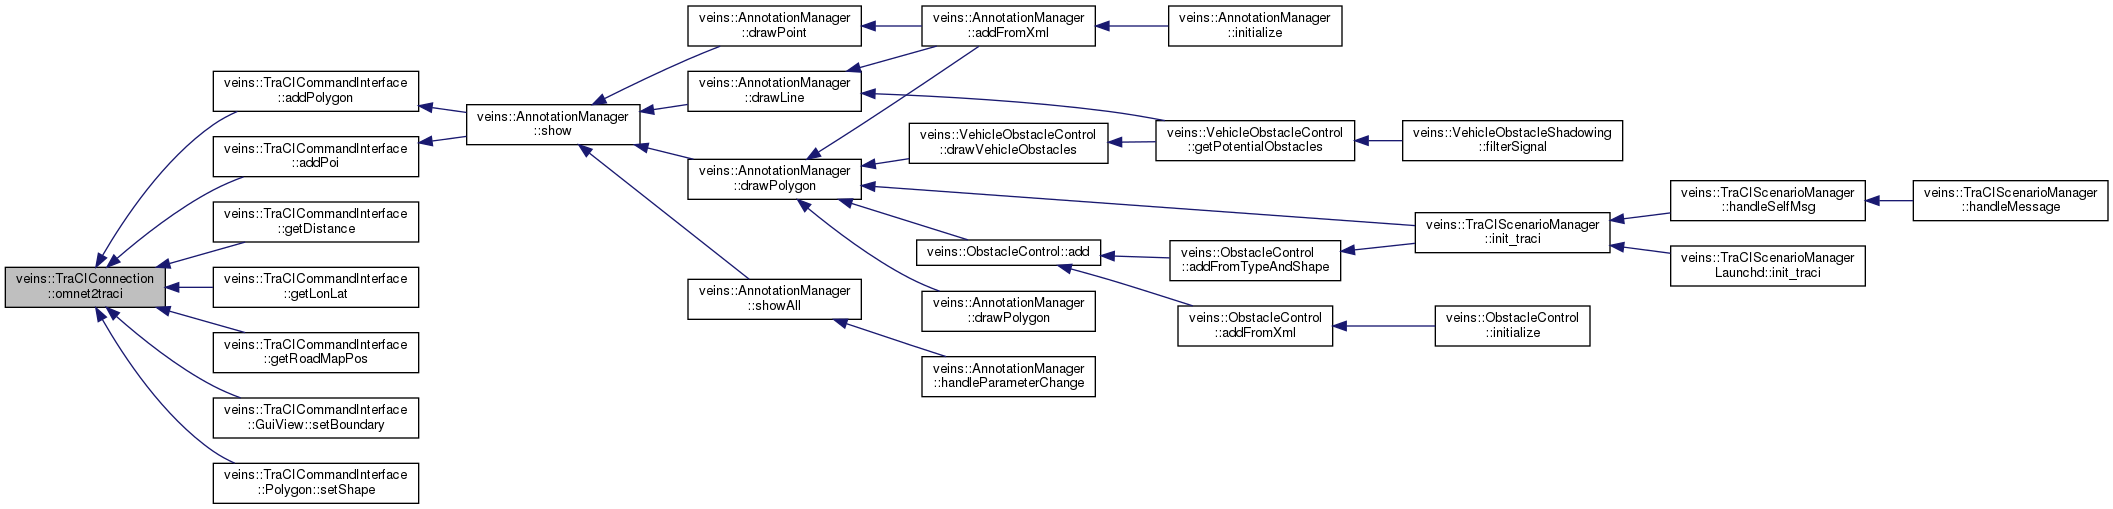 veins::TraCIConnection
::omnet2traci
veins::TraCICommandInterface
::addPolygon
veins::TraCICommandInterface
::addPoi
veins::TraCICommandInterface
::getDistance
veins::TraCICommandInterface
::getLonLat
veins::TraCICommandInterface
::getRoadMapPos
veins::TraCICommandInterface
::GuiView::setBoundary
veins::TraCICommandInterface
::Polygon::setShape
veins::AnnotationManager
::show
veins::AnnotationManager
::drawPoint
veins::AnnotationManager
::drawLine
veins::AnnotationManager
::drawPolygon
veins::AnnotationManager
::showAll
veins::AnnotationManager
::addFromXml
veins::VehicleObstacleControl
::drawVehicleObstacles
veins::ObstacleControl::add
veins::AnnotationManager
::drawPolygon
veins::AnnotationManager
::handleParameterChange
veins::AnnotationManager
::initialize
veins::VehicleObstacleControl
::getPotentialObstacles
veins::ObstacleControl
::addFromTypeAndShape
veins::ObstacleControl
::addFromXml
veins::VehicleObstacleShadowing
::filterSignal
veins::TraCIScenarioManager
::init_traci
veins::ObstacleControl
::initialize
veins::TraCIScenarioManager
::handleSelfMsg
veins::TraCIScenarioManager
Launchd::init_traci
veins::TraCIScenarioManager
::handleMessage